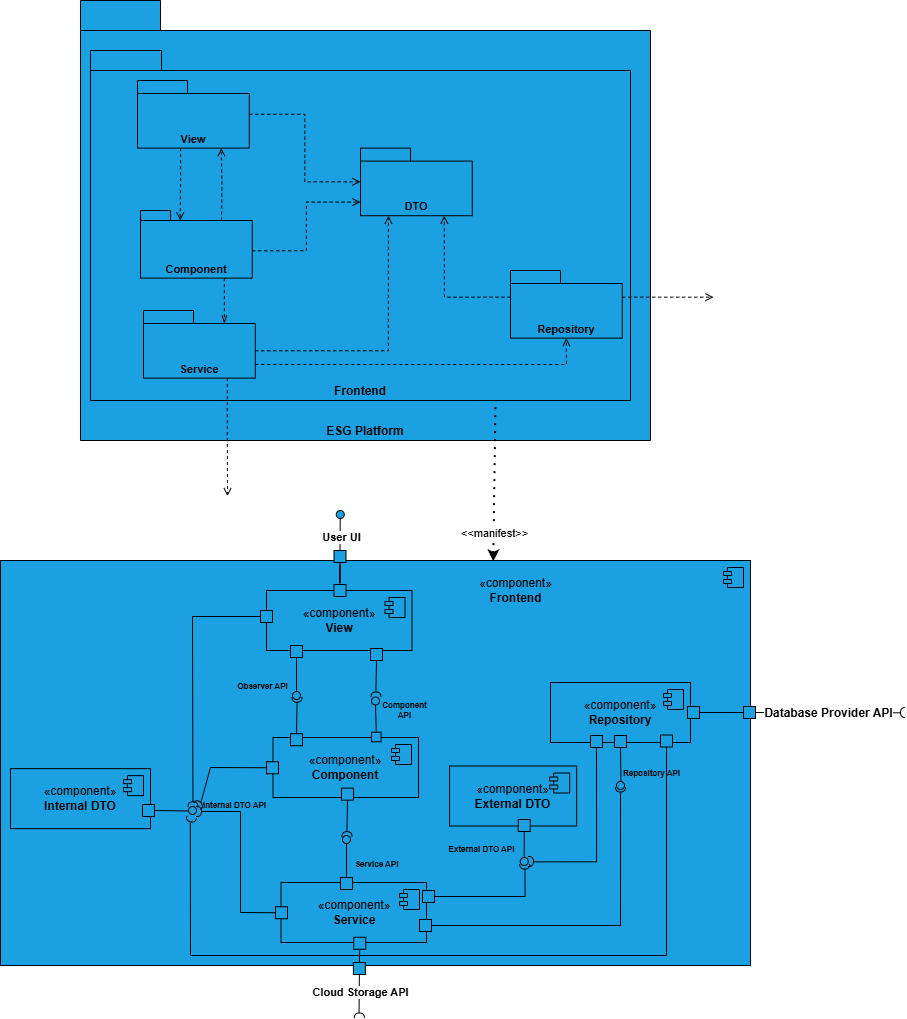 View
DTO
Component
Repository
Service
Frontend
ESG Platform
<<manifest>>
User UI
«component»
Frontend
«component»
View
Observer API
Component
API
«component»
Repository
Database Provider API
«component»
Component
Repository API
«component»
Internal DTO
Internal DTO API
«component»
External DTO
External DTO API
Service API
«component»
Service
Cloud Storage API